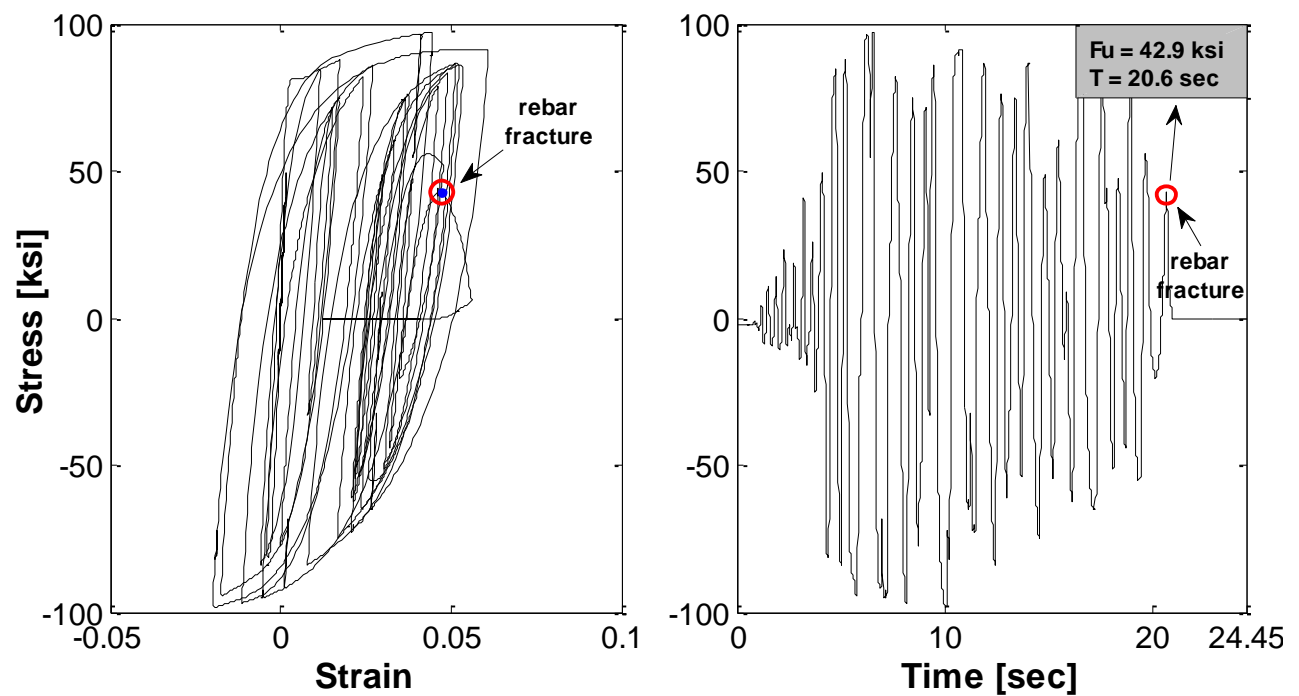 100
50
0
-50
-100
-0.05
0
0.05
0.1
Stress [ksi]
Strain
rebar
fracture
100
50
0
-50
-100
0
10
20
24.45
Time [sec]
Fu = 42.9 ksi
T = 20.6 sec
rebar
fracture